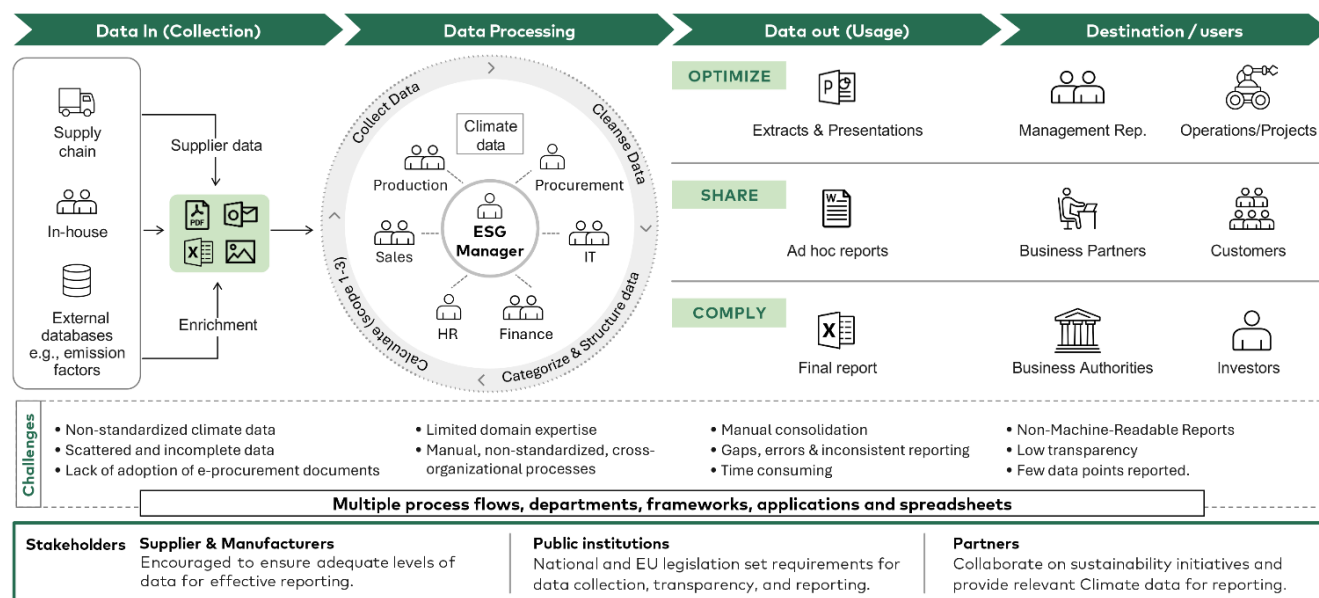 Data In (Collection)
Data Processing
Data out (Usage)
Destination / users
Supply
chain
In-house
External
databases
e.g., emission
factors
Supplier data
PDF
Enrichment
Collect Data
Cleanse Data
Categorize & Structure data
Calculate (scope 1-3)
Climate
data
Production
Procurement
Sales
ESG
Manager
IT
HR
Finance
OPTIMIZE
P
Extracts & Presentations
Management Rep.
Operations/Projects
SHARE
W
Ad hoc reports
Business Partners
Customers
COMPLY
X
Final report
Business Authorities
Investors
Challenges
• Non-standardized climate data
• Scattered and incomplete data
• Lack of adoption of e-procurement documents
• Limited domain expertise
• Manual, non-standardized, cross-
organizational processes
• Manual consolidation
• Gaps, errors & inconsistent reporting
• Time consuming
• Non-Machine-Readable Reports
• Low transparency
• Few data points reported.
Multiple process flows, departments, frameworks, applications and spreadsheets
Stakeholders
Supplier & Manufacturers
Encouraged to ensure adequate levels of
data for effective reporting.
Public institutions
National and EU legislation set requirements for
data collection, transparency, and reporting.
Partners
Collaborate on sustainability initiatives and
provide relevant Climate data for reporting.